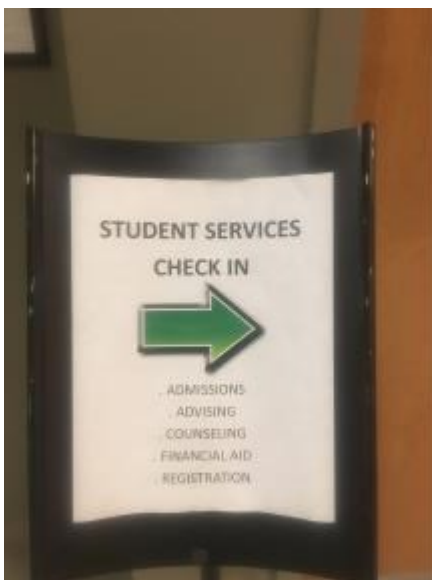 STUDENT SERVICES
CHECK IN
. ADMISSIONS
. ADVISING
. COUNSELING
. FINANCIAL AID
. REGISTRATION